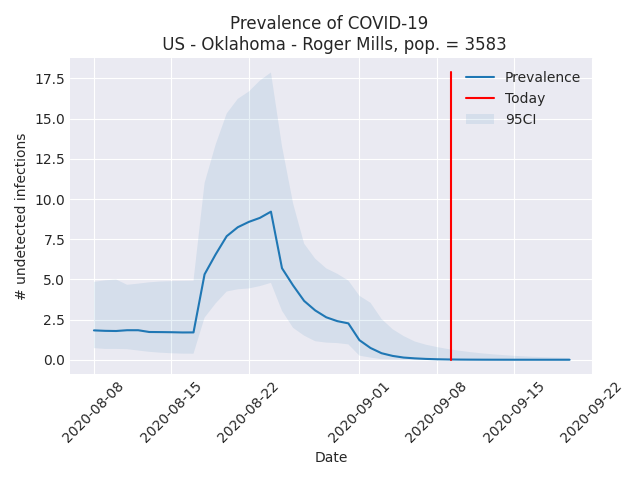 Prevalence of COVID-19
US - Oklahoma - Roger Mills, pop. = 3583
17.5
15.0
12.5
10.0
7.5
5.0
2.5
0.0
# undetected infections
Prevalence
Today
95CI
2020-08-08
2020-08-15
2020-08-22
2020-09-01
2020-09-08
2020-09-15
2020-09-22
Date